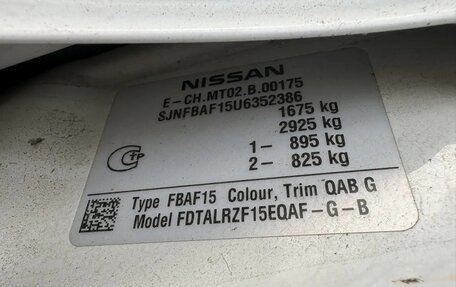 NISSAN
E-CH.MT02.B.00175
SJNFBAF15U6352386
1675 kg
2925 kg
1- 895 kg
2- 825 kg
Type FBAF15 Colour, Trim QAB G
Model FDTALRZF15EQAF-G-B